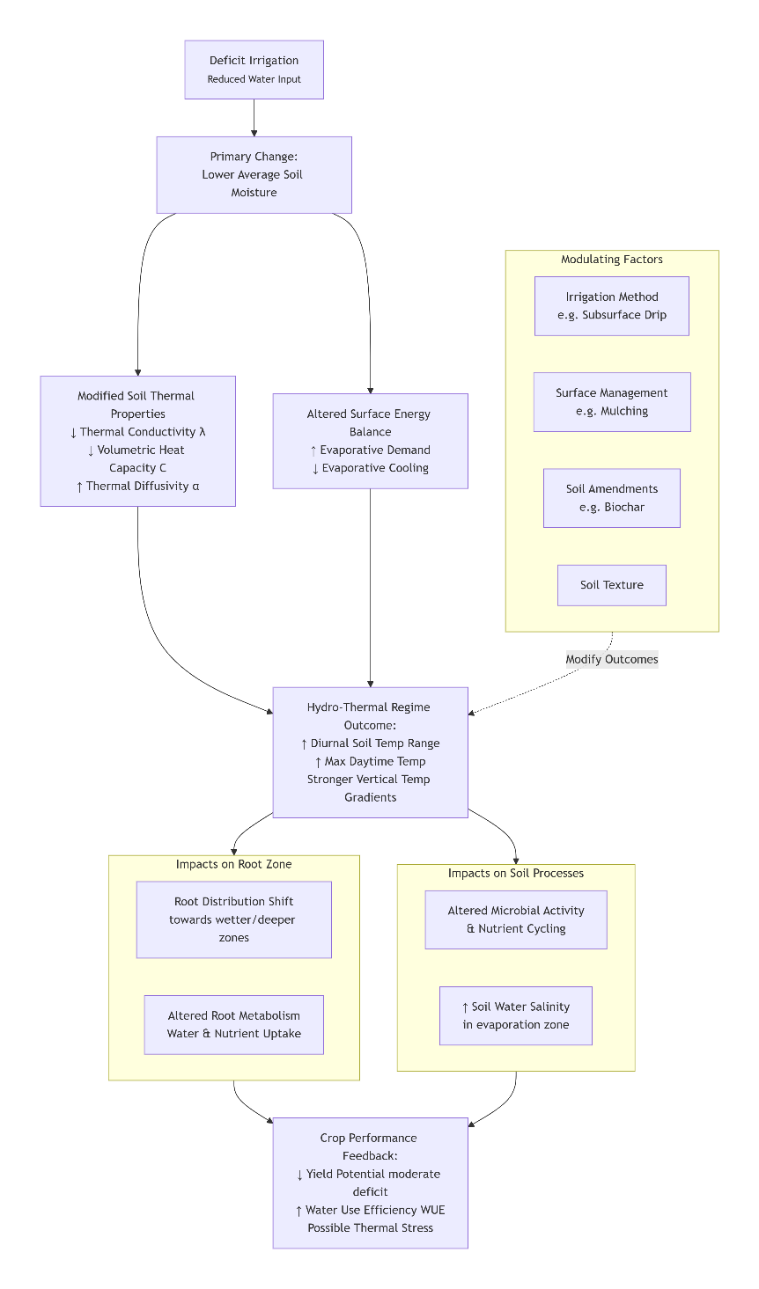 Deficit Irrigation
Reduced Water Input
Primary Change:
Lower Average Soil
Moisture
Modulating Factors
Irrigation Method
e.g. Subsurface Drip
Surface Management
e.g. Mulching
Soil Amendments
e.g. Biochar
Soil Texture
Modified Soil Thermal
Properties
↓ Thermal Conductivity λ
↓ Volumetric Heat
Capacity C
↑ Thermal Diffusivity α
Altered Surface Energy
Balance
↑ Evaporative Demand
↓ Evaporative Cooling
Modify Outcomes
Hydro-Thermal Regime
Outcome:
↑ Diurnal Soil Temp Range
↑ Max Daytime Temp
Stronger Vertical Temp
Gradients
Impacts on Root Zone
Root Distribution Shift
towards wetter/deeper
zones
Altered Root Metabolism
Water & Nutrient Uptake
Impacts on Soil Processes
Altered Microbial Activity
& Nutrient Cycling
↑ Soil Water Salinity
in evaporation zone
Crop Performance
Feedback:
↓ Yield Potential moderate
deficit
↑ Water Use Efficiency WUE
Possible Thermal Stress